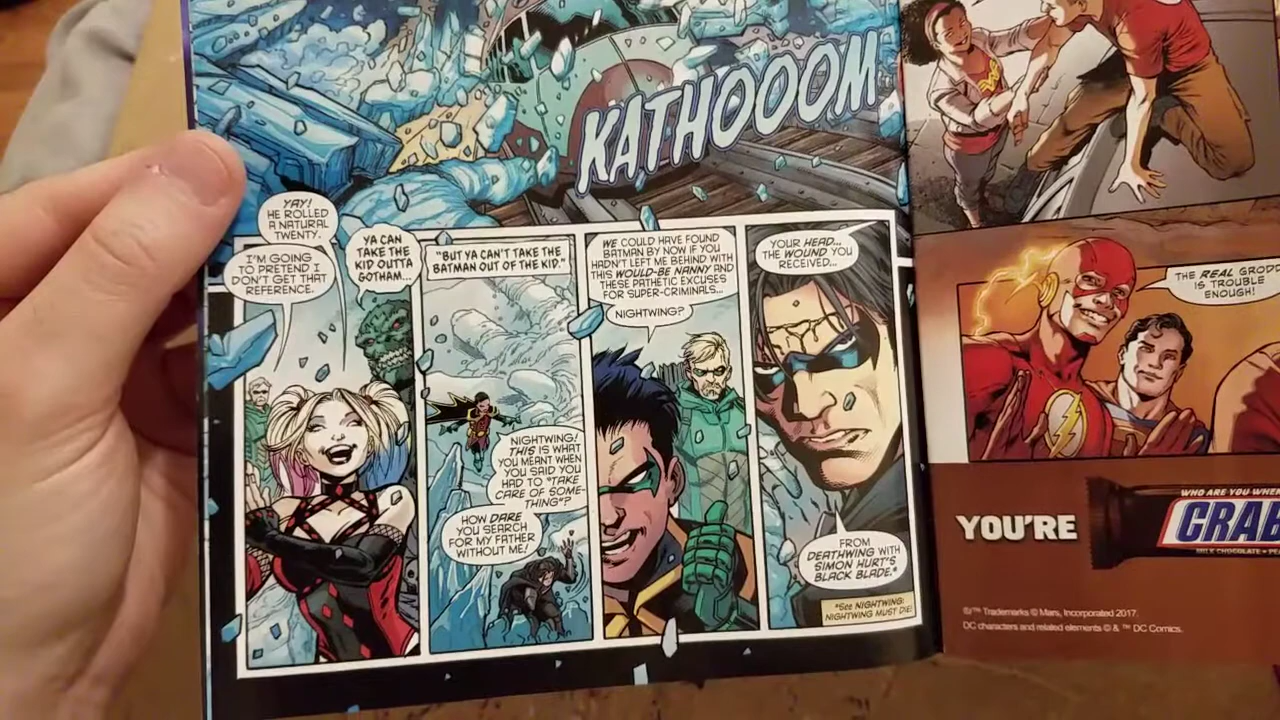 KATHOOOM
YAY!
HE ROLLED
A NATURAL
TWENTY.
I'M GOING
TO PRETEND I
DON'T GET THAT
REFERENCE.
YA CAN
TAKE THE
KID OUTTA
GOTHAM...
"BUT YA CAN'T TAKE THE
BATMAN OUT OF THE KID."
NIGHTWING!
THIS IS WHAT
YOU MEANT WHEN
YOU SAID YOU
HAD TO "TAKE
CARE OF SOME-
THING"?
HOW DARE
YOU SEARCH
FOR MY FATHER
WITHOUT ME!
WE COULD HAVE FOUND
BATMAN BY NOW IF YOU
HADN'T LEFT ME BEHIND WITH
THIS WOULD-BE NANNY AND
THESE PATHETIC EXCUSES
FOR SUPER-CRIMINALS...
NIGHTWING?
YOUR HEAD...
THE WOUND YOU
RECEIVED...
FROM
DEATHWING WITH
SIMON HURT'S
BLACK BLADE.*
*See NIGHTWING:
NIGHTWING MUST DIE!
THE REAL GRODD
IS TROUBLE
ENOUGH!
YOU'RE
WHO ARE YOU WHEN
CRAB
MILK CHOCOLATE
©/™ Trademarks © Mars, Incorporated 2017.
DC characters and related elements © & ™ DC Comics.